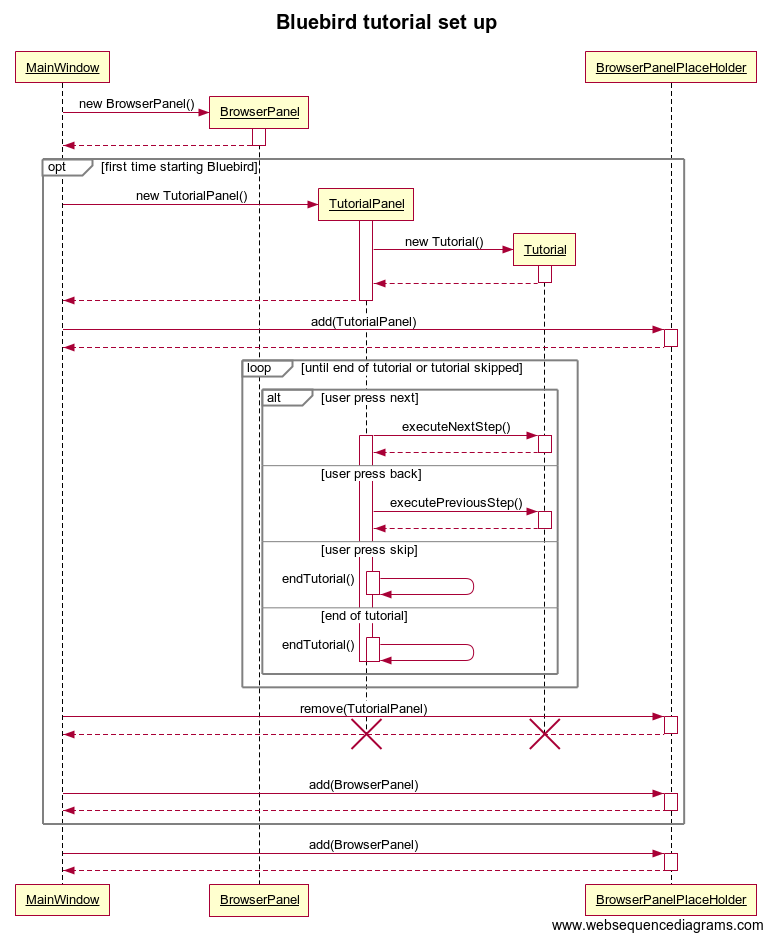 Bluebird tutorial set up
MainWindow
BrowserPanelPlaceHolder
new BrowserPanel()
BrowserPanel
opt
[first time starting Bluebird]
new TutorialPanel()
TutorialPanel
new Tutorial()
Tutorial
add(TutorialPanel)
loop
[until end of tutorial or tutorial skipped]
alt
[user press next]
executeNextStep()
[user press back]
executePreviousStep()
[user press skip]
endTutorial()
[end of tutorial]
endTutorial()
remove(TutorialPanel)
add(BrowserPanel)
add(BrowserPanel)
MainWindow
BrowserPanel
BrowserPanelPlaceHolder
www.websequencediagrams.com